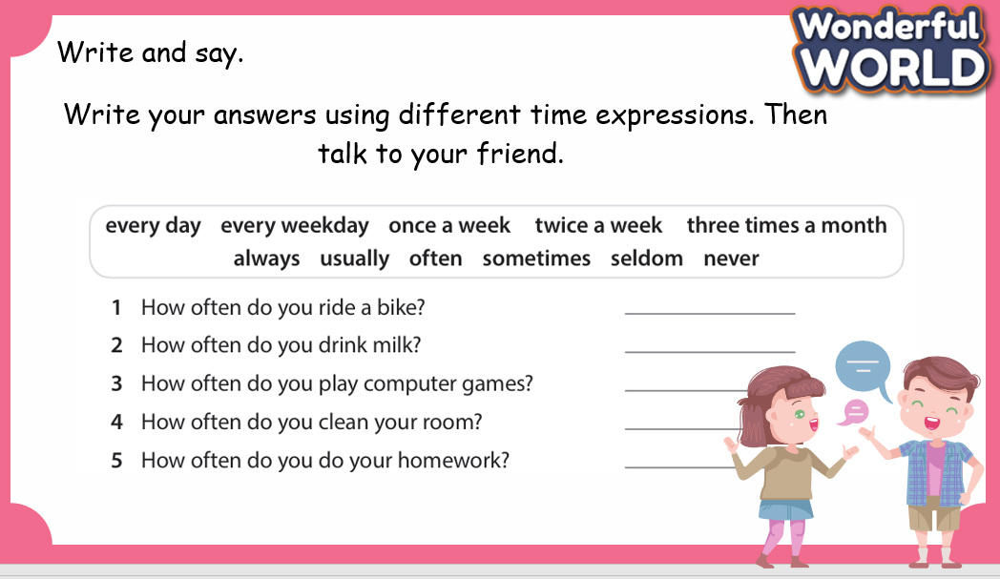 Wonderful
WORLD
Write and say.
Write your answers using different time expressions. Then
talk to your friend.
every day every weekday once a week twice a week three times a month
always usually often sometimes seldom never
1 How often do you ride a bike?
2 How often do you drink milk?
3 How often do you play computer games?
4 How often do you clean your room?
5 How often do you do your homework?